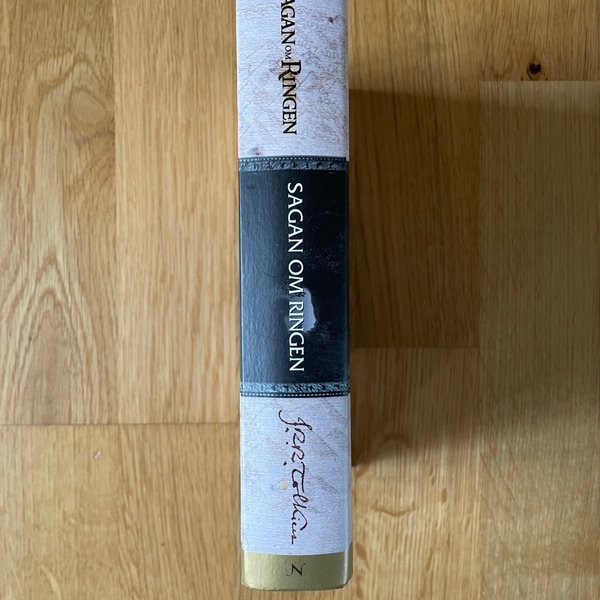 AGAN OM RINGEN
SAGAN OM RINGEN
J.R.R. Tolkien
Z